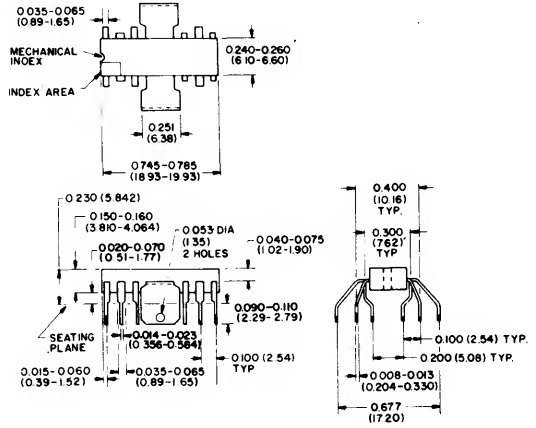 0.035-0.065
(0.89-1.65)
MECHANICAL
INOEX
INDEX AREA
0.240-0.260
(6.10-6.60)
0.251
(6.38)
0.745-0.785
(18.93-19.93)
0.230 (5.842)
0.150-0.160
(3.810-4.064)
0.020-0.070
(0.51-1.77)
0.053 DIA
(1.35)
2 HOLES
0.040-0.075
(1.02-1.90)
0.090-0.110
(2.29-2.79)
SEATING
PLANE
0.014-0.023
(0.356-0.584)
0.100 (2.54)
TYP
0.015-0.060
(0.39-1.52)
0.035-0.065
(0.89-1.65)
0.400
(10.16)
TYP.
0.300
(7.62)
TYP
0.100 (2.54) TYP.
0.200 (5.08) TYP.
0.008-0.013
(0.204-0.330)
0.677
(17.20)